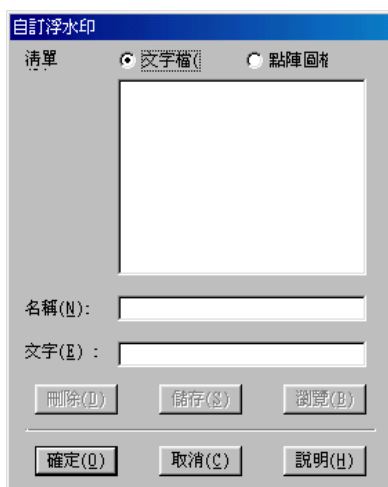 自訂浮水印
清單 文字檔( 點陣圖
名稱(N):
文字(E) :
刪除(D) 儲存(S) 瀏覽(B)
確定(O) 取消(C) 說明(H)